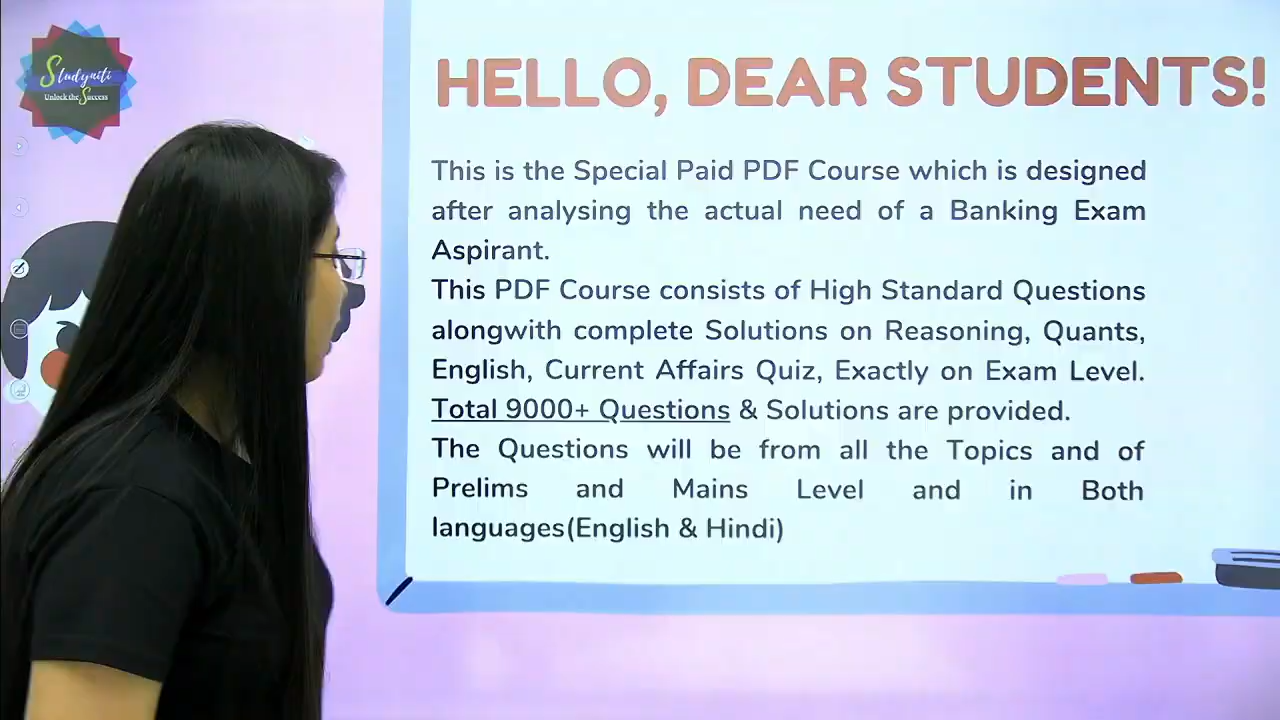 Studyniti
Unlock the Success
HELLO, DEAR STUDENTS!
This is the Special Paid PDF Course which is designed
after analysing the actual need of a Banking Exam
Aspirant.
This PDF Course consists of High Standard Questions
alongwith complete Solutions on Reasoning, Quants,
English, Current Affairs Quiz, Exactly on Exam Level.
Total 9000+ Questions & Solutions are provided.
The Questions will be from all the Topics and of
Prelims and Mains Level and in Both
languages(English & Hindi)